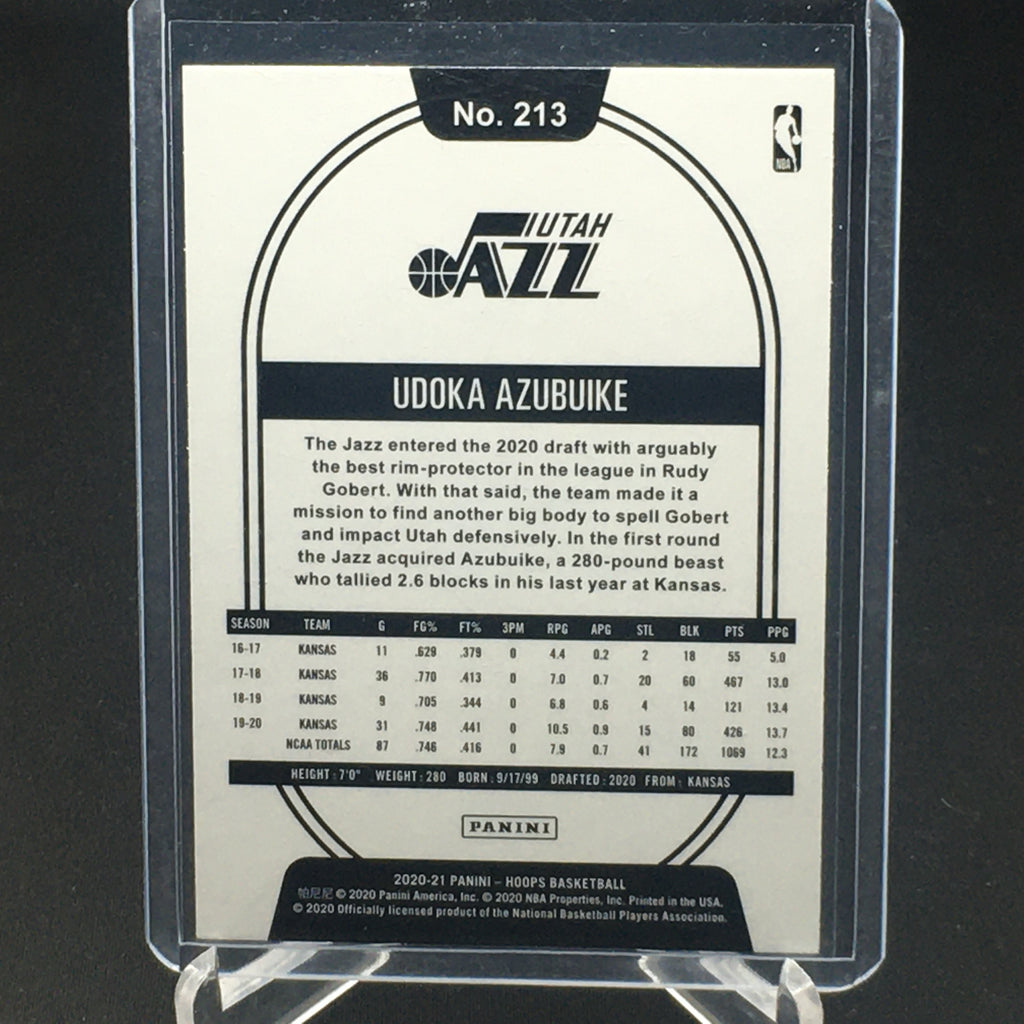 No. 213
NBA
UTAH
JAZZ
UDOKA AZUBUIKE
The Jazz entered the 2020 draft with arguably
the best rim-protector in the league in Rudy
Gobert. With that said, the team made it a
mission to find another big body to spell Gobert
and impact Utah defensively. In the first round
the Jazz acquired Azubuike, a 280-pound beast
who tallied 2.6 blocks in his last year at Kansas.
SEASON TEAM G FG% FT% 3PM RPG APG STL BLK PTS PPG
16-17 KANSAS 11 .629 .379 0 4.4 0.2 2 18 55 5.0
17-18 KANSAS 36 .770 .413 0 7.0 0.7 20 60 467 13.0
18-19 KANSAS 9 .705 .344 0 6.8 0.6 4 14 121 13.4
19-20 KANSAS 31 .748 .441 0 10.5 0.9 15 80 426 13.7
NCAA TOTALS 87 .746 .416 0 7.9 0.7 41 172 1069 12.3
HEIGHT: 7'0" WEIGHT: 280 BORN: 9/17/99 DRAFTED: 2020 FROM: KANSAS
PANINI
2020-21 PANINI – HOOPS BASKETBALL
帕尼尼 © 2020 Panini America, Inc. © 2020 NBA Properties, Inc. Printed in the USA.
© 2020 Officially licensed product of the National Basketball Players Association.